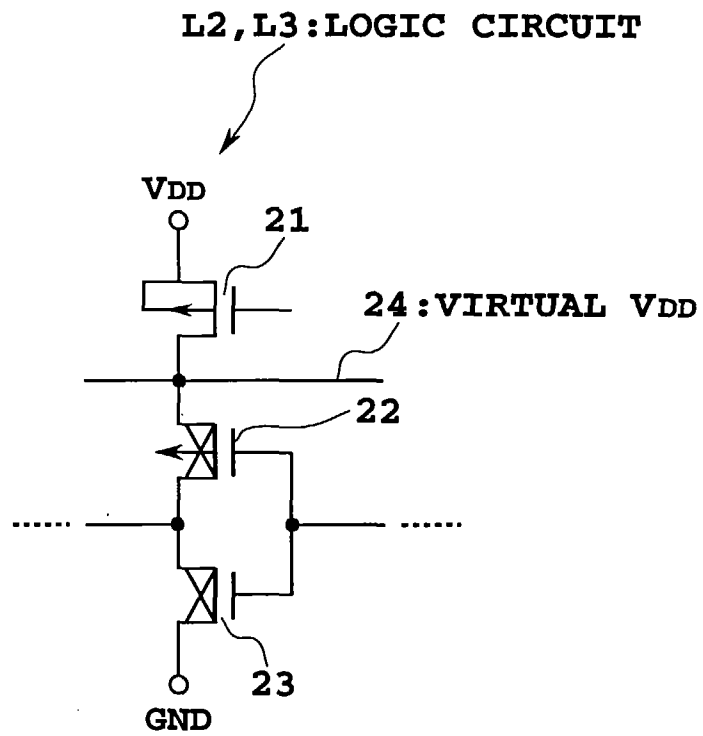 L2,L3:LOGIC CIRCUIT
VDD
21
24:VIRTUAL VDD
22
23
GND